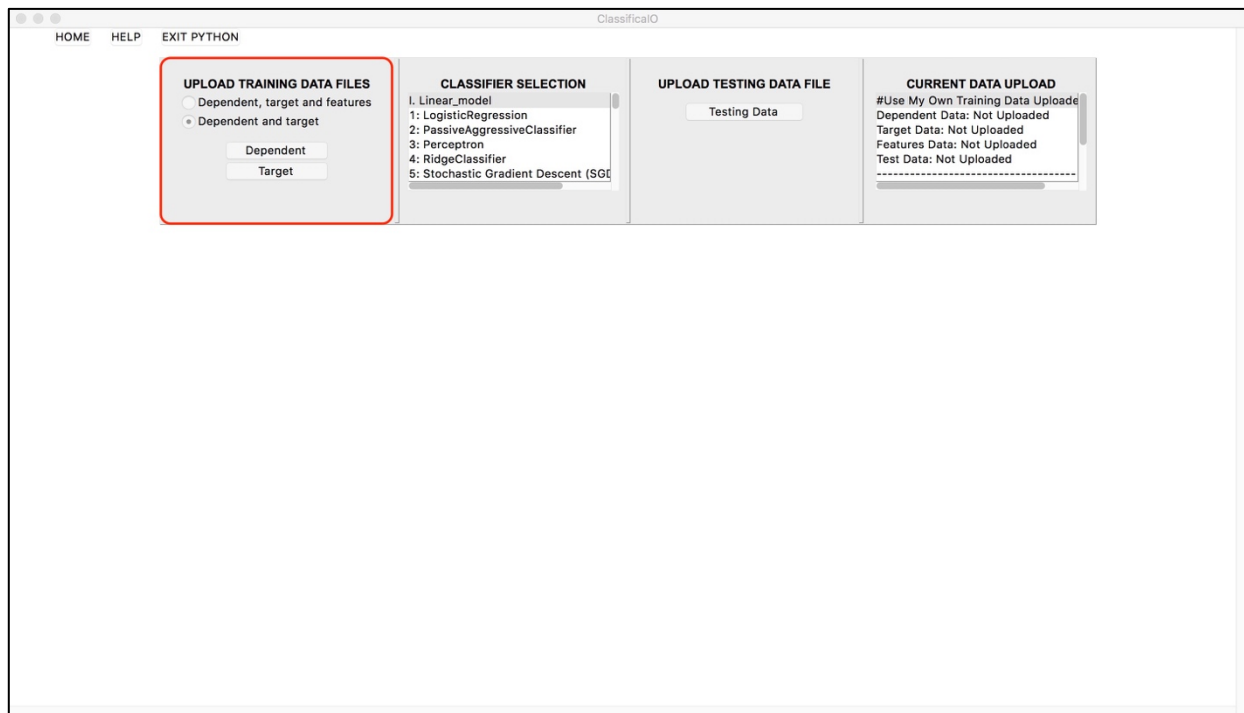 ClassificaIO
HOME HELP EXIT PYTHON
UPLOAD TRAINING DATA FILES
Dependent, target and features
Dependent and target
Dependent
Target
CLASSIFIER SELECTION
I. Linear_model
1: LogisticRegression
2: PassiveAggressiveClassifier
3: Perceptron
4: RidgeClassifier
5: Stochastic Gradient Descent (SGD
UPLOAD TESTING DATA FILE
Testing Data
CURRENT DATA UPLOAD
#Use My Own Training Data Uploade
Dependent Data: Not Uploaded
Target Data: Not Uploaded
Features Data: Not Uploaded
Test Data: Not Uploaded
-----------------------------------